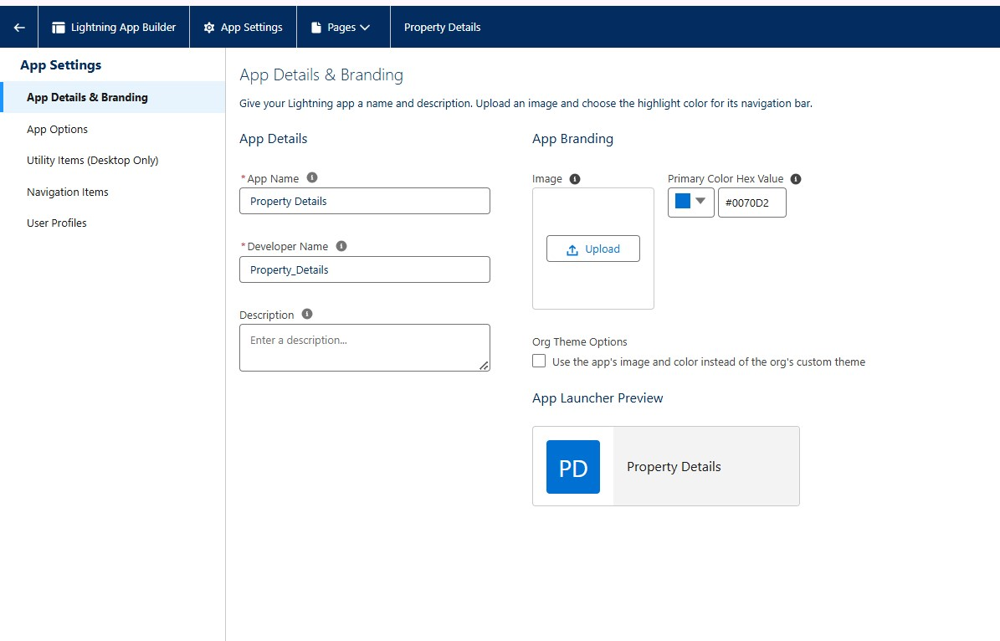 Lightning App Builder
App Settings
Pages
Property Details
App Settings
App Details & Branding
App Options
Utility Items (Desktop Only)
Navigation Items
User Profiles
App Details & Branding
Give your Lightning app a name and description. Upload an image and choose the highlight color for its navigation bar.
App Details
* App Name
Property Details
* Developer Name
Property_Details
Description
Enter a description...
App Branding
Image
Upload
Primary Color Hex Value
#0070D2
Org Theme Options
Use the app's image and color instead of the org's custom theme
App Launcher Preview
PD
Property Details